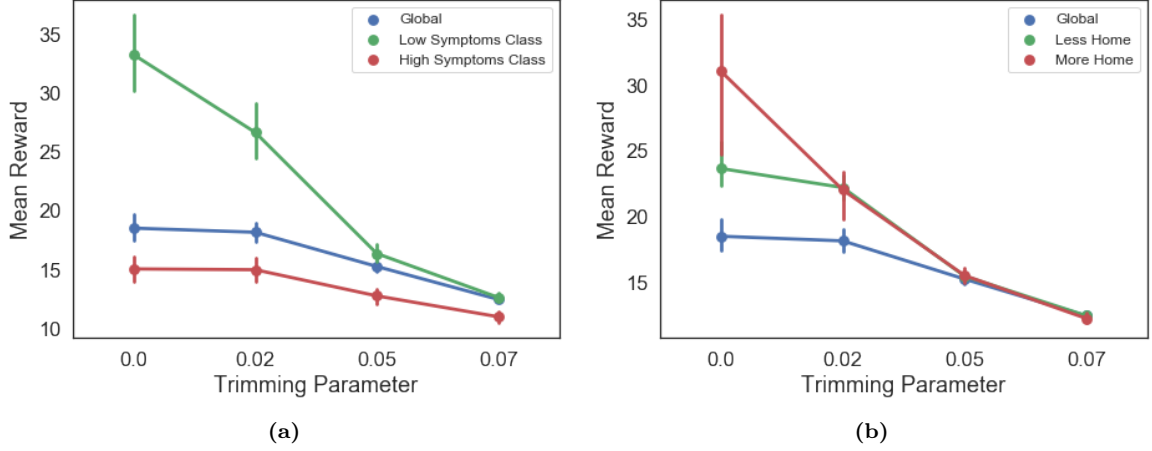 Global
Low Symptoms Class
High Symptoms Class
35
30
25
20
15
10
Mean Reward
0.0 0.02 0.05 0.07
Trimming Parameter
(a)
Global
Less Home
More Home
35
30
25
20
15
Mean Reward
0.0 0.02 0.05 0.07
Trimming Parameter
(b)